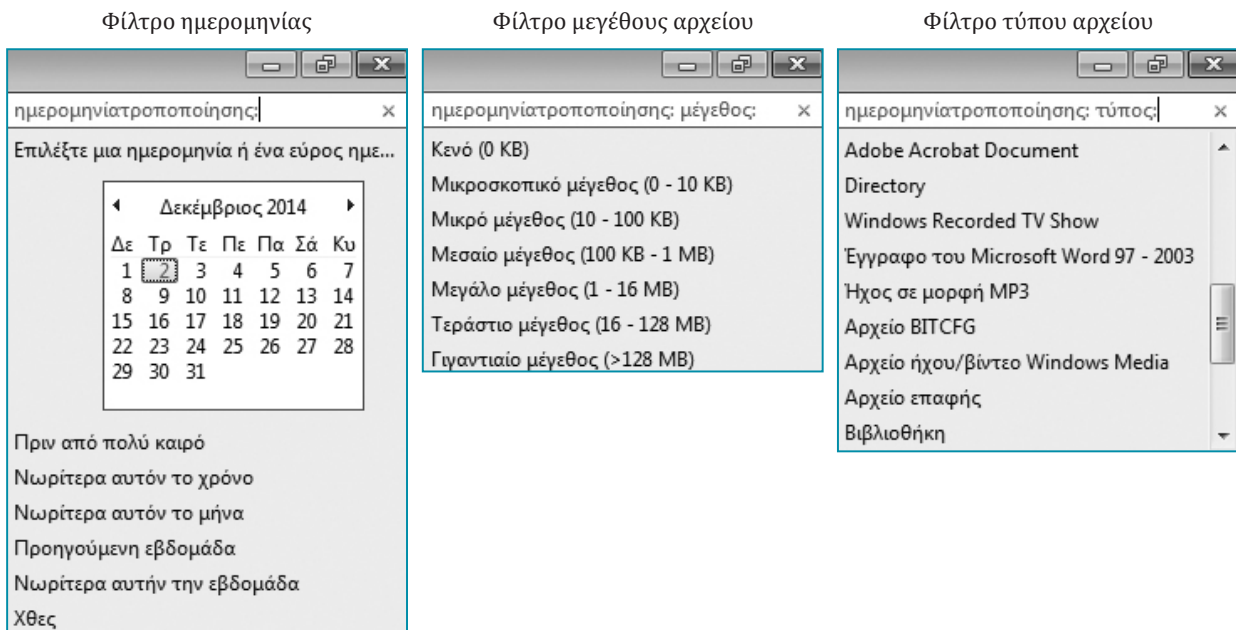 Φίλτρο ημερομηνίας
ημερομηνίατροποποίησης:
Επιλέξτε μια ημερομηνία ή ένα εύρος ημε...
Δεκέμβριος 2014
Δε Τρ Τε Πε Πα Σά Κυ
1 2 3 4 5 6 7
8 9 10 11 12 13 14
15 16 17 18 19 20 21
22 23 24 25 26 27 28
29 30 31
Πριν από πολύ καιρό
Νωρίτερα αυτόν το χρόνο
Νωρίτερα αυτόν το μήνα
Προηγούμενη εβδομάδα
Νωρίτερα αυτήν την εβδομάδα
Χθες
Φίλτρο μεγέθους αρχείου
ημερομηνίατροποποίησης: μέγεθος:
Κενό (0 KB)
Μικροσκοπικό μέγεθος (0 - 10 KB)
Μικρό μέγεθος (10 - 100 KB)
Μεσαίο μέγεθος (100 KB - 1 MB)
Μεγάλο μέγεθος (1 - 16 MB)
Τεράστιο μέγεθος (16 - 128 MB)
Γιγαντιαίο μέγεθος (>128 MB)
Φίλτρο τύπου αρχείου
ημερομηνίατροποποίησης: τύπος:
Adobe Acrobat Document
Directory
Windows Recorded TV Show
Έγγραφο του Microsoft Word 97 - 2003
Ήχος σε μορφή MP3
Αρχείο BITCFG
Αρχείο ήχου/βίντεο Windows Media
Αρχείο επαφής
Βιβλιοθήκη